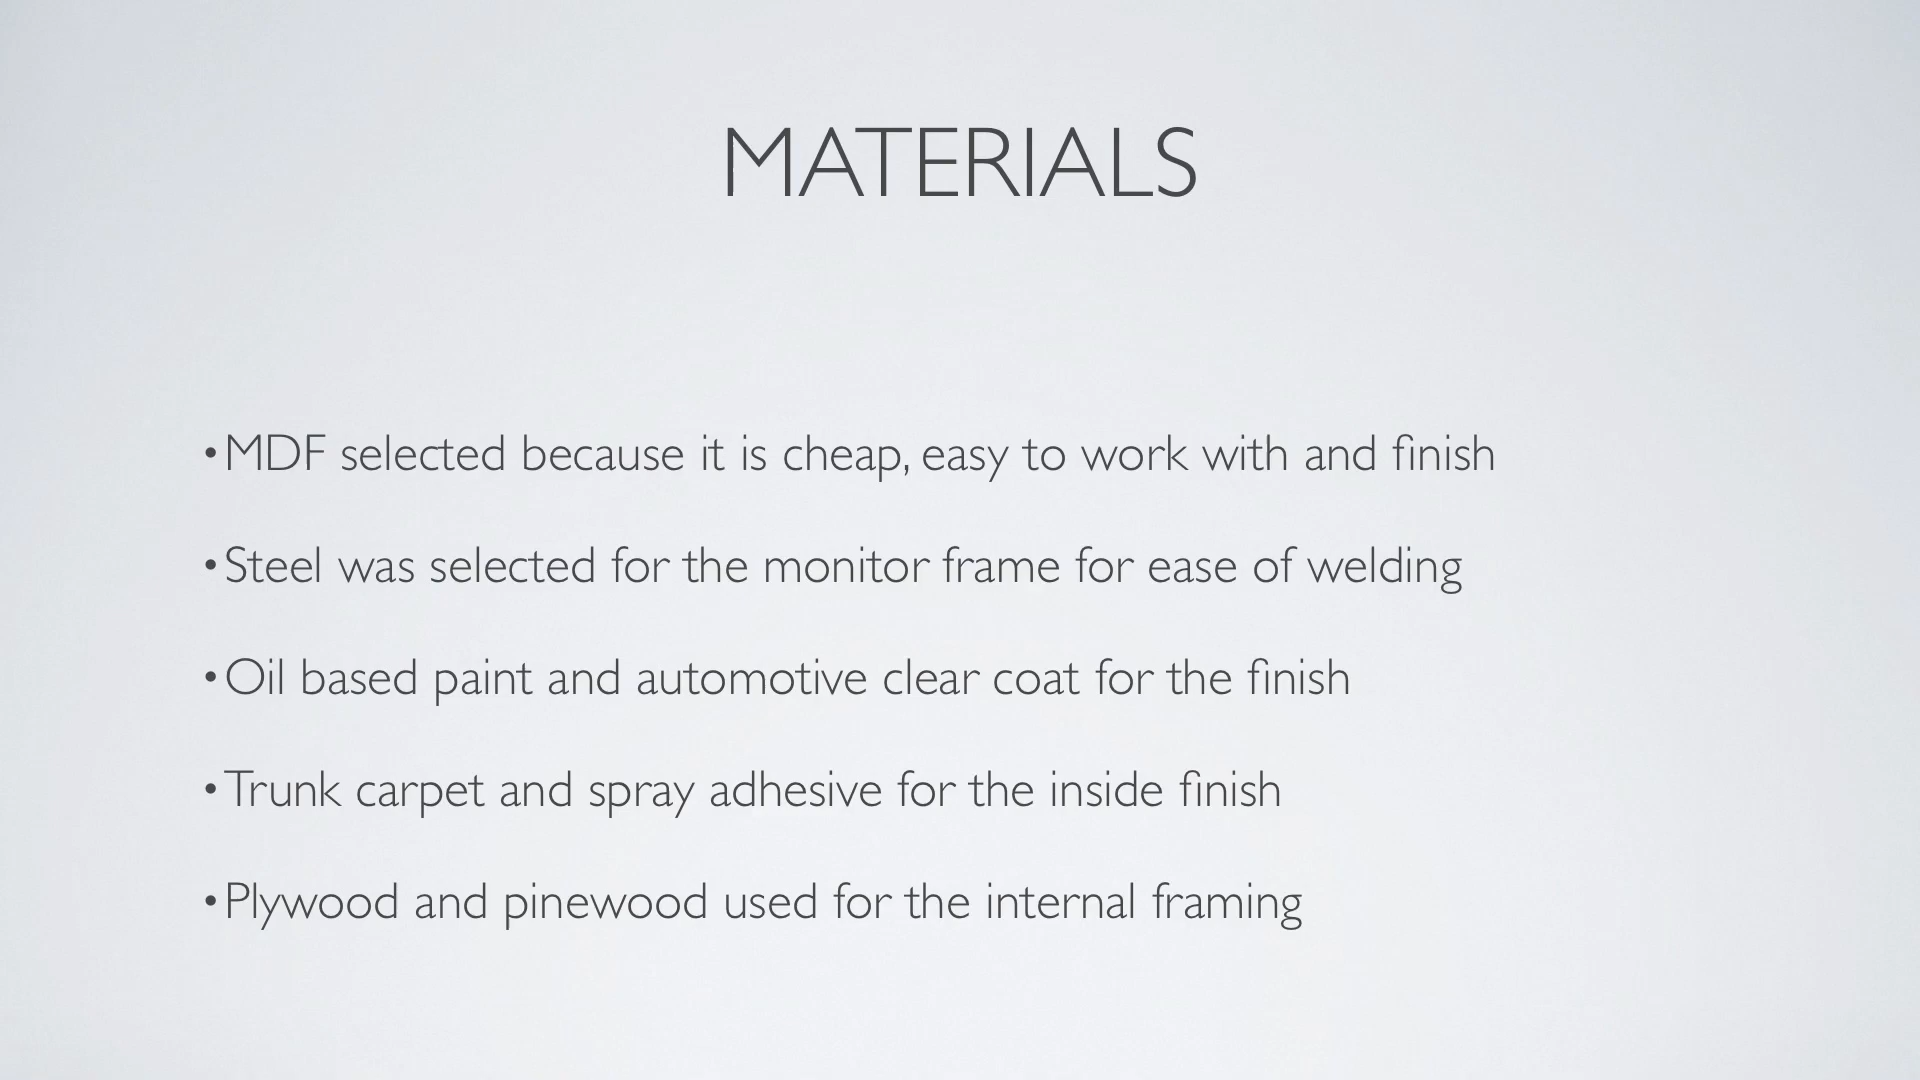 MATERIALS
•MDF selected because it is cheap, easy to work with and finish
•Steel was selected for the monitor frame for ease of welding
•Oil based paint and automotive clear coat for the finish
•Trunk carpet and spray adhesive for the inside finish
•Plywood and pinewood used for the internal framing